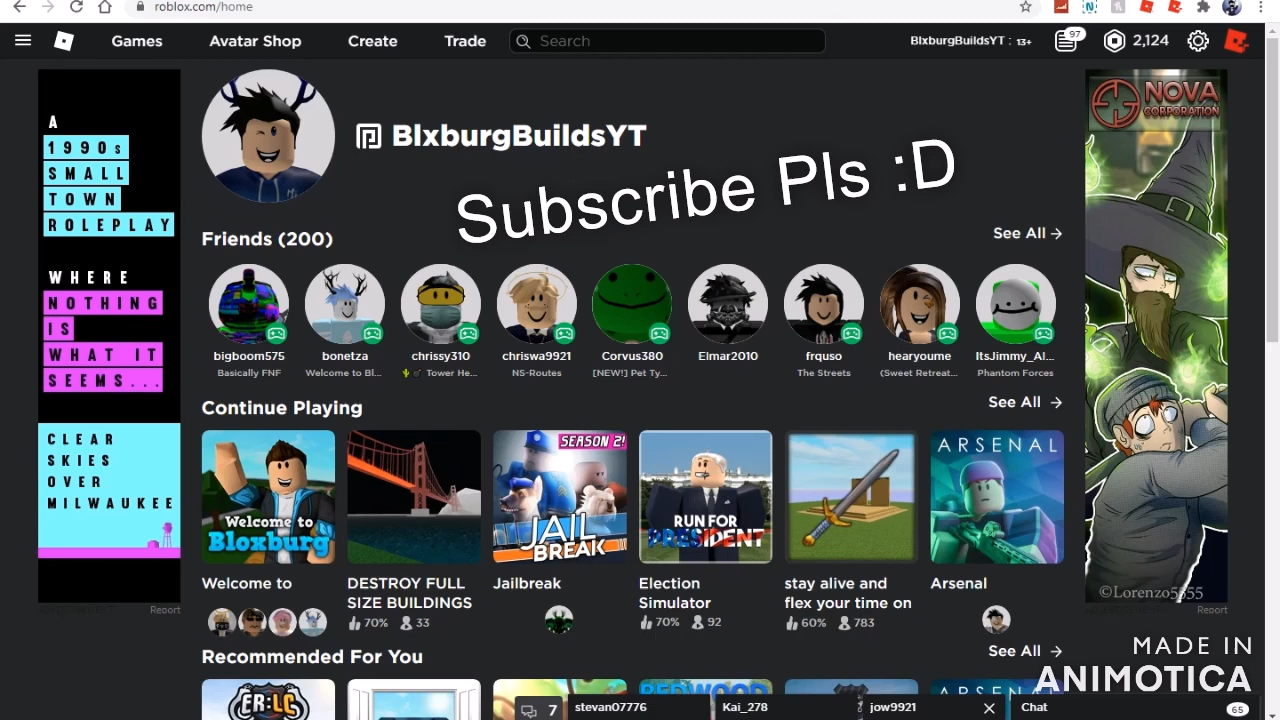 roblox.com/home
Games
Avatar Shop
Create
Trade
Search
BlxburgBuildsYT : 13+
97
2,124
A
1990s
SMALL
TOWN
ROLEPLAY
WHERE
NOTHING
IS
WHAT IT
SEEMS...
CLEAR
SKIES
OVER
MILWAUKEE
Report
BlxburgBuildsYT
Subscribe Pls :D
Friends (200)
See All →
bigboom575
Basically FNF
bonetza
Welcome to Bl...
chrissy310
Tower He...
chriswa9921
NS-Routes
Corvus380
[NEW!] Pet Ty...
Elmar2010
frquso
The Streets
hearyoume
(Sweet Retreat...
ItsJimmy_Al...
Phantom Forces
Continue Playing
See All →
Welcome to
Bloxburg
SEASON 2!
JAIL
BREAK
RUN FOR
PRESIDENT
ARSENAL
Welcome to
DESTROY FULL
SIZE BUILDINGS
70% 33
Jailbreak
Election
Simulator
70% 92
stay alive and
flex your time on
60% 783
Arsenal
Recommended For You
See All →
ER:LC
REDWOOD
ARSENAL
NOVA
CORPORATION
©Lorenzo5555
Report
MADE IN
ANIMOTICA
7
stevan07776
Kai_278
jow9921
Chat
65